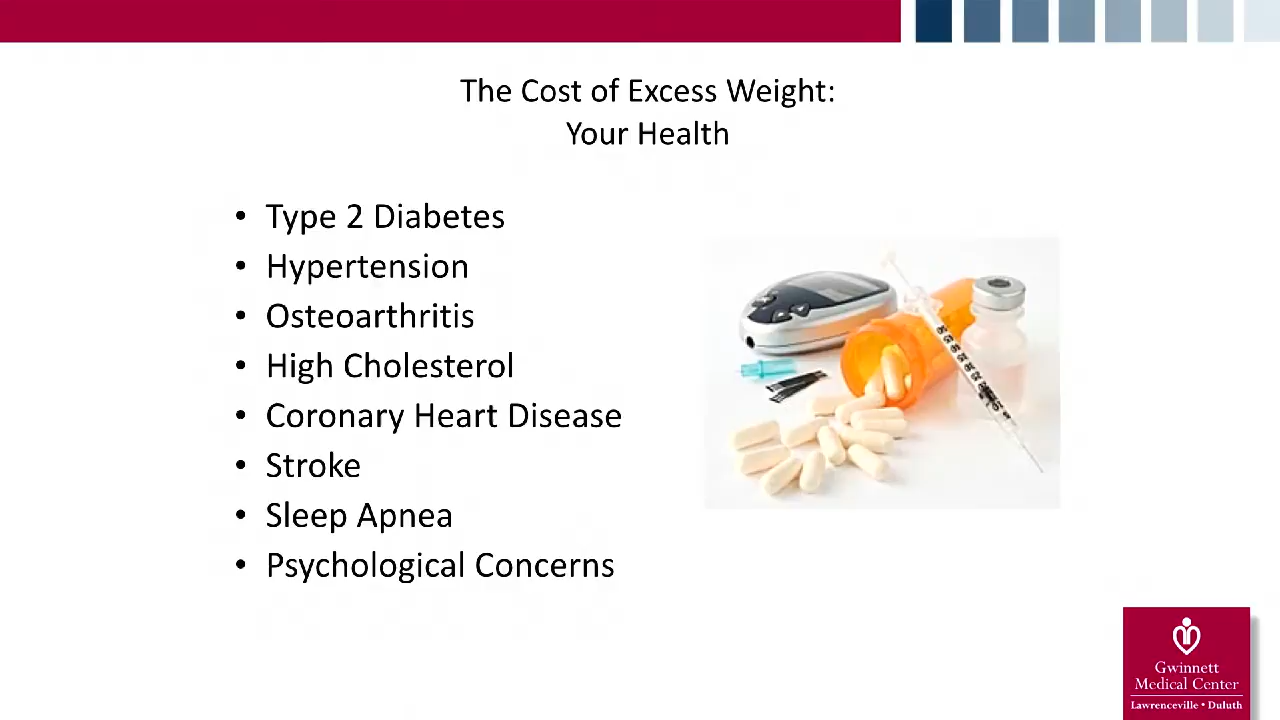 The Cost of Excess Weight:
Your Health
• Type 2 Diabetes
• Hypertension
• Osteoarthritis
• High Cholesterol
• Coronary Heart Disease
• Stroke
• Sleep Apnea
• Psychological Concerns
Gwinnett
Medical Center
Lawrenceville • Duluth